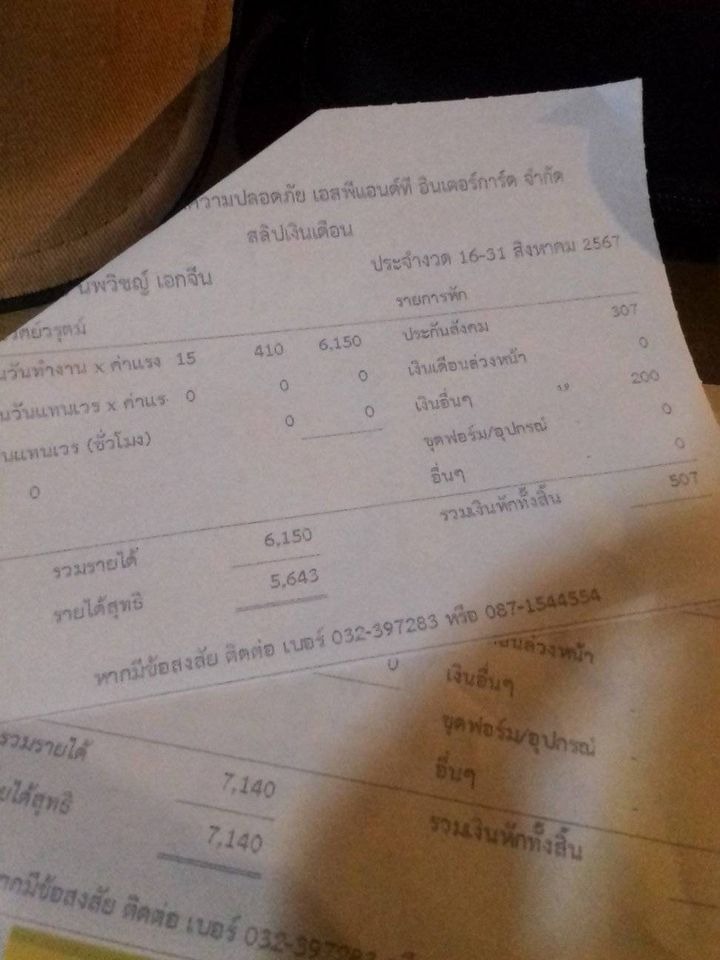 ความปลอดภัย เอสพีแอนด์ที อินเตอร์การ์ด จำกัด
สลิปเงินเดือน
นพวิชญ์ เอกจีน ประจำงวด 16-31 สิงหาคม 2567
รายการหัก
วันทำงาน x ค่าแรง 15 410 6,150 ประกันสังคม 307
วันแทนเวร x ค่าแร 0 0 0 เงินเดือนล่วงหน้า 0
แทนเวร (ชั่วโมง) 0 0 เงินอื่นๆ 200
0 ชุดฟอร์ม/อุปกรณ์ 0
อื่นๆ 0
รวมรายได้ 6,150 รวมเงินหักทั้งสิ้น 507
รายได้สุทธิ 5,643
หากมีข้อสงสัย ติดต่อ เบอร์ 032-397283 หรือ 087-1544554
ล่วงหน้า
0 เงินอื่นๆ
ชุดฟอร์ม/อุปกรณ์
อื่นๆ
รวมรายได้ 7,140 รวมเงินหักทั้งสิ้น
ได้สุทธิ 7,140
ากมีข้อสงสัย ติดต่อ เบอร์ 032-397283